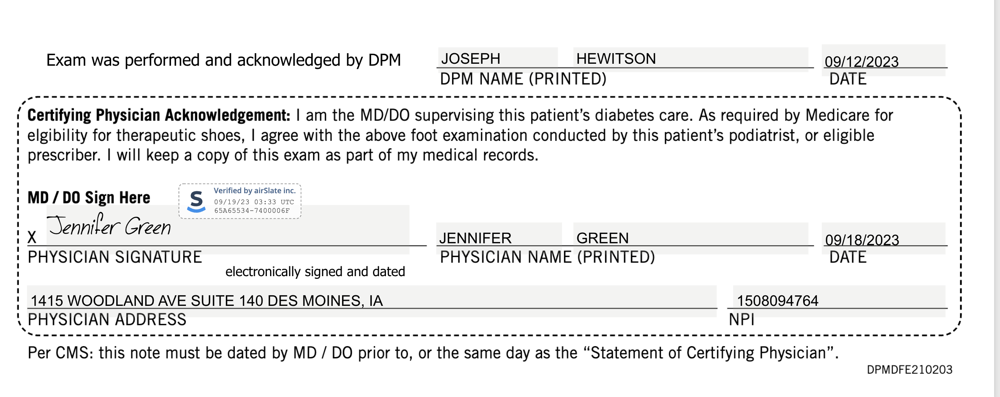 Exam was performed and acknowledged by DPM JOSEPH HEWITSON 09/12/2023
DPM NAME (PRINTED) DATE
Certifying Physician Acknowledgement: I am the MD/DO supervising this patient's diabetes care. As required by Medicare for
elgibility for therapeutic shoes, I agree with the above foot examination conducted by this patient's podiatrist, or eligible
prescriber. I will keep a copy of this exam as part of my medical records.
MD / DO Sign Here
S
Verified by airSlate inc.
09/19/23 03:33 UTC
65A65534-7400006F
X Jennifer Green JENNIFER GREEN 09/18/2023
PHYSICIAN SIGNATURE PHYSICIAN NAME (PRINTED) DATE
electronically signed and dated
1415 WOODLAND AVE SUITE 140 DES MOINES, IA 1508094764
PHYSICIAN ADDRESS NPI
Per CMS: this note must be dated by MD / DO prior to, or the same day as the “Statement of Certifying Physician”.
DPMDFE210203